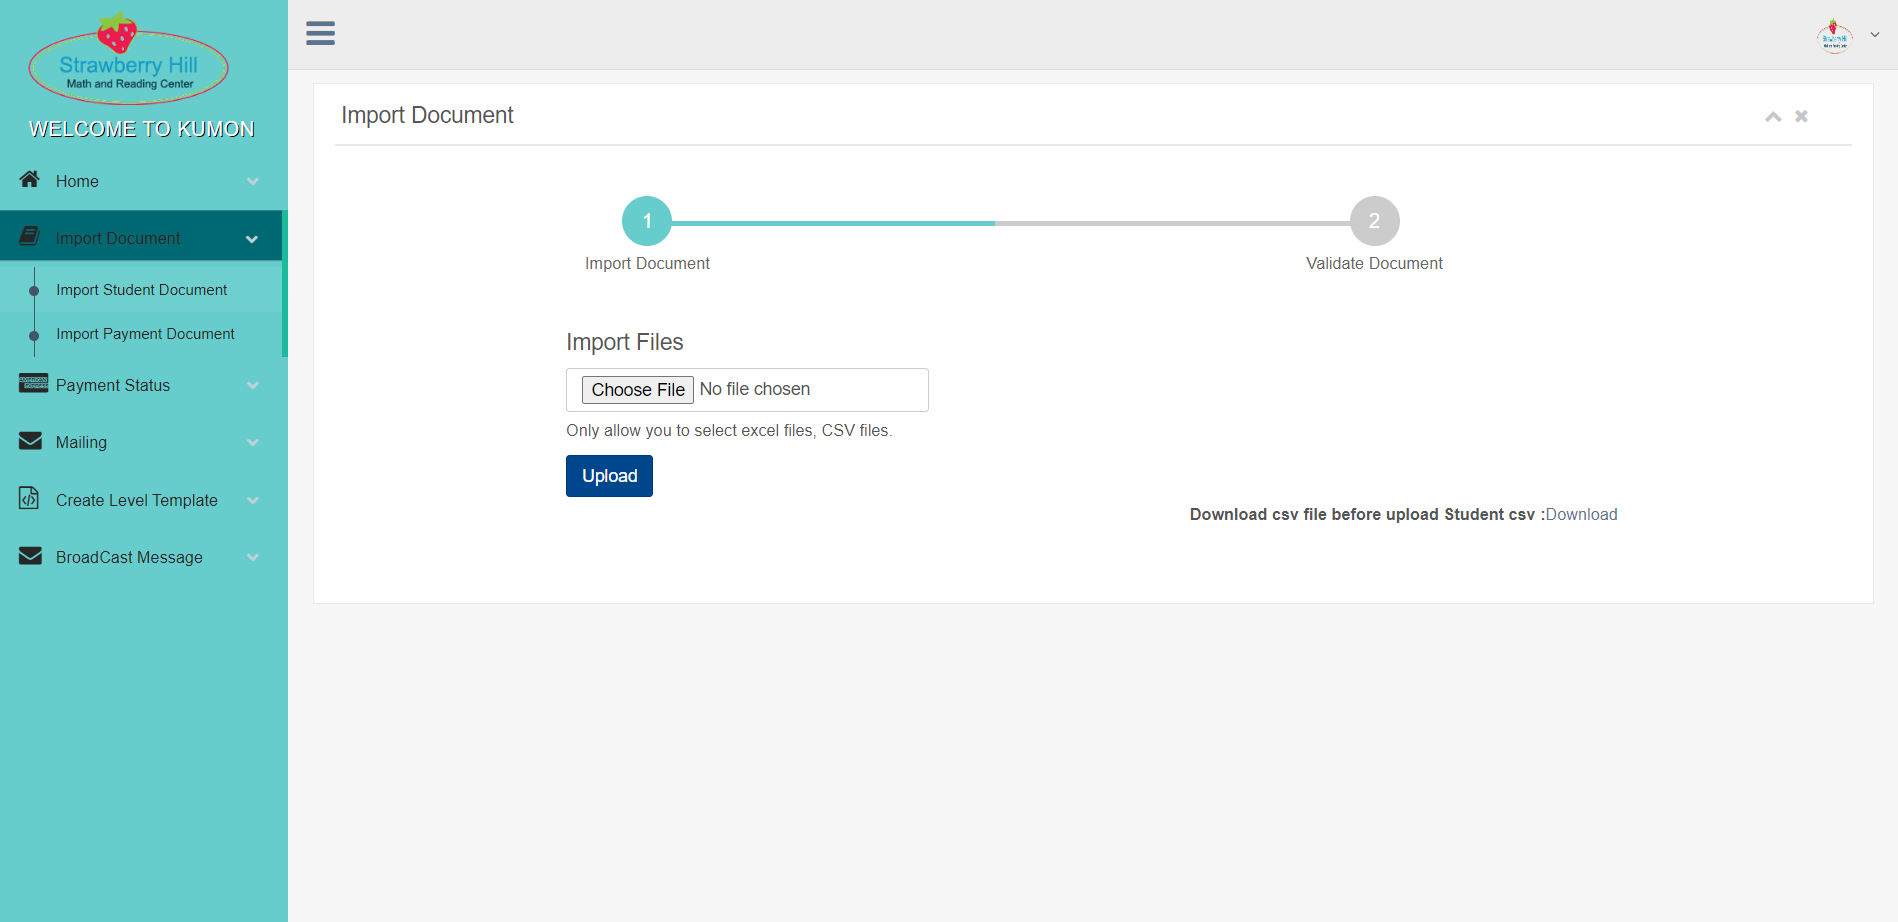 Strawberry Hill
Math and Reading Center
WELCOME TO KUMON
Home
Import Document
Import Student Document
Import Payment Document
Payment Status
Mailing
Create Level Template
BroadCast Message
Import Document
1
2
Import Document
Validate Document
Import Files
Choose File No file chosen
Only allow you to select excel files, CSV files.
Upload
Download csv file before upload Student csv :Download